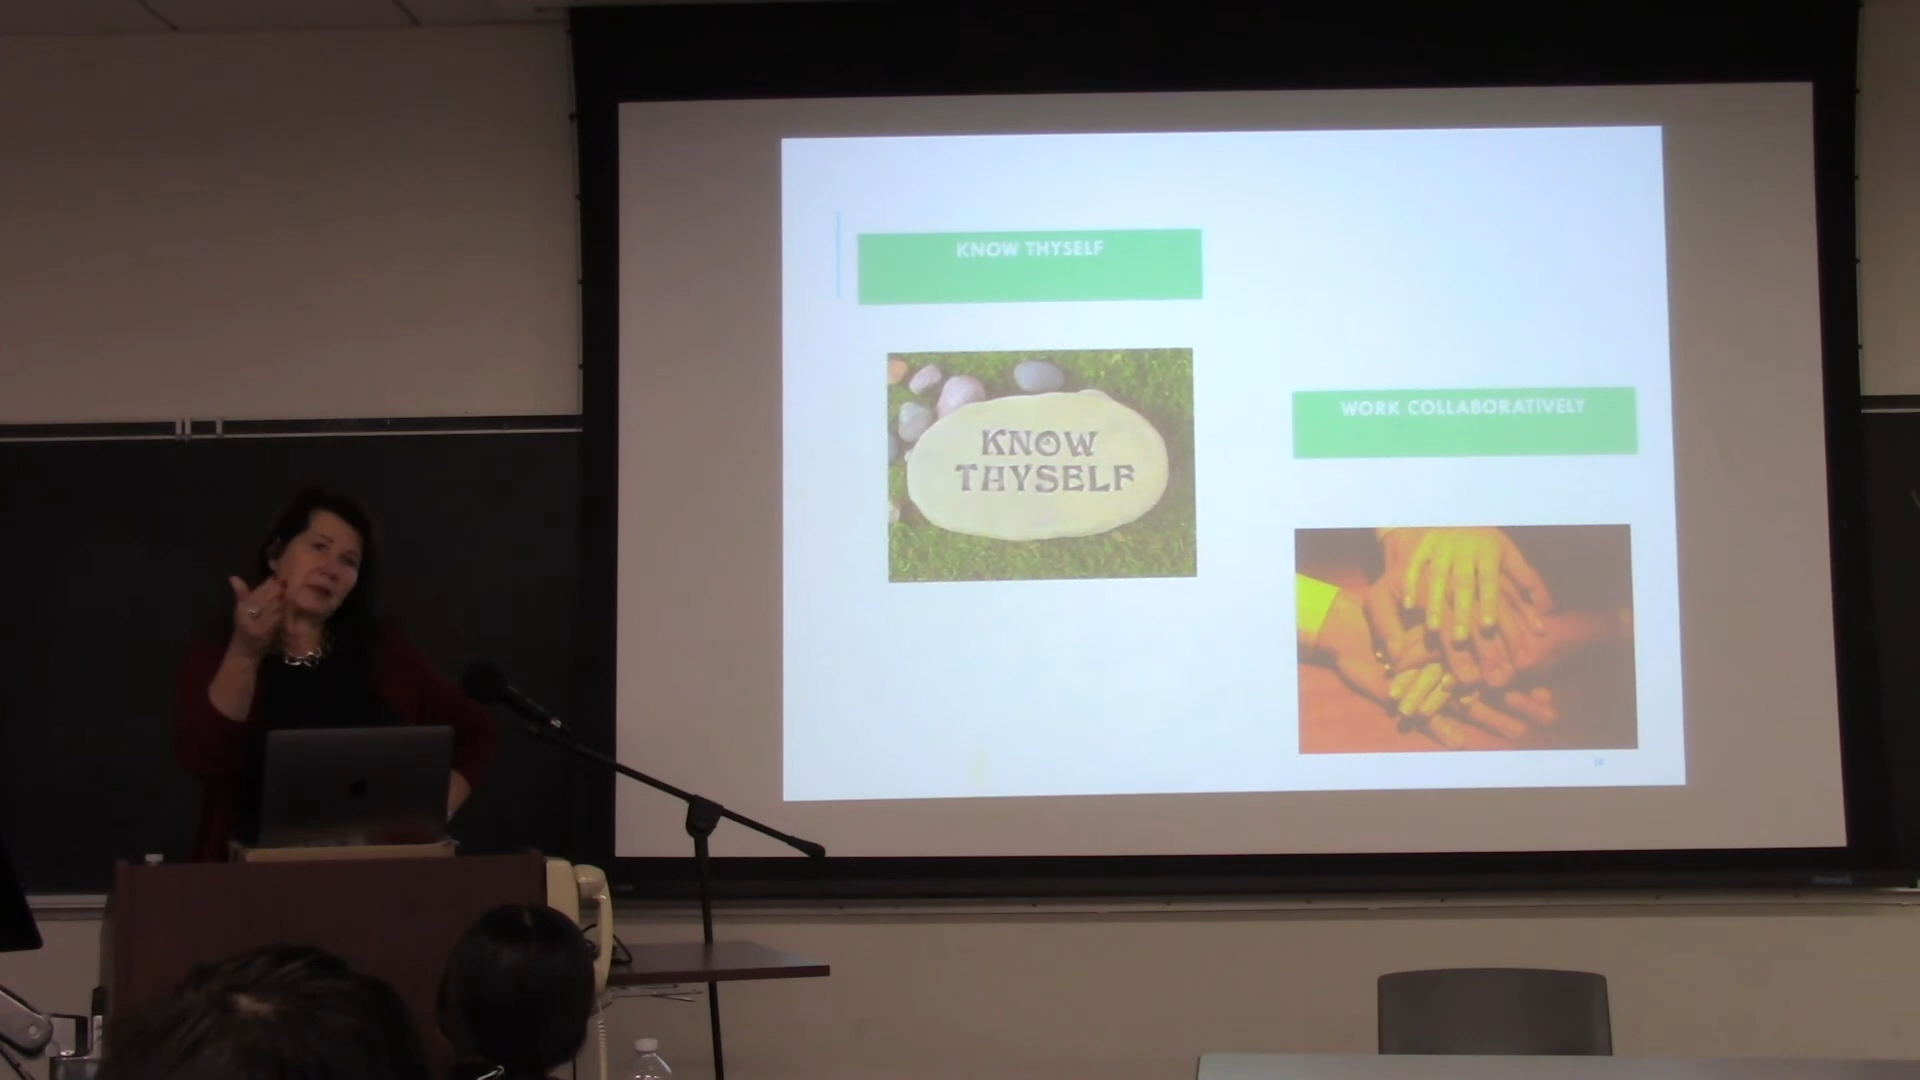 KNOW THYSELF
KNOW
THYSELF
WORK COLLABORATIVELY